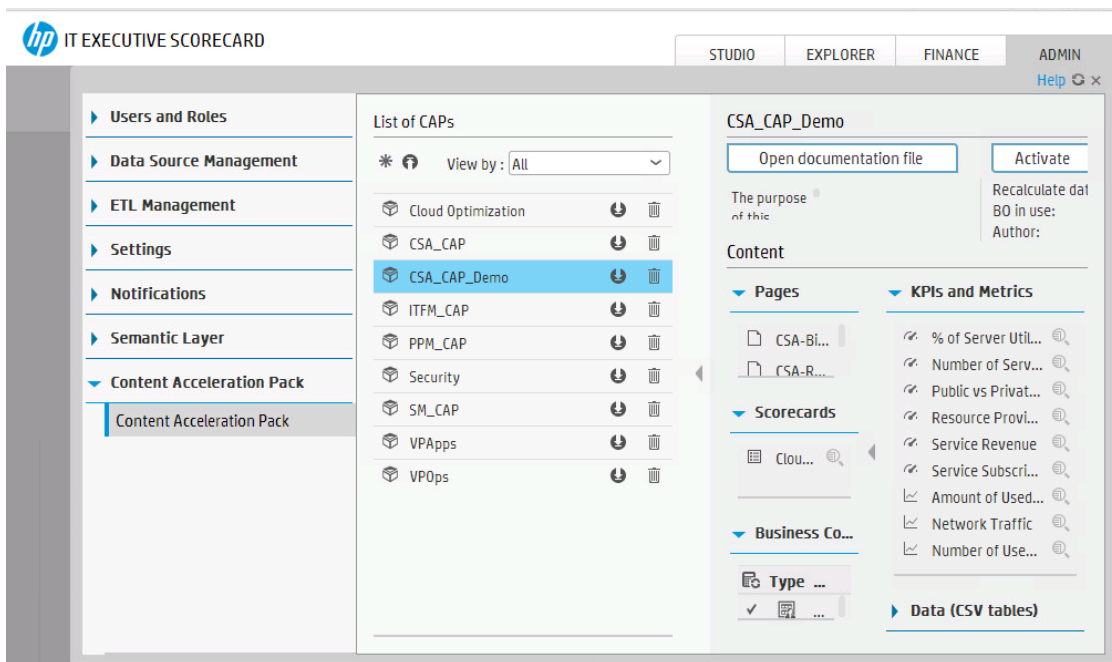 hp IT EXECUTIVE SCORECARD
STUDIO EXPLORER FINANCE ADMIN
Help
Users and Roles
Data Source Management
ETL Management
Settings
Notifications
Semantic Layer
Content Acceleration Pack
Content Acceleration Pack
List of CAPs
View by : All
Cloud Optimization
CSA_CAP
CSA_CAP_Demo
ITFM_CAP
PPM_CAP
Security
SM_CAP
VPApps
VPOps
CSA_CAP_Demo
Open documentation file Activate
The purpose
of this
Recalculate dat
BO in use:
Author:
Content
Pages
CSA-Bi...
CSA-R...
Scorecards
Clou...
Business Co...
Type ...
...
KPIs and Metrics
% of Server Util...
Number of Serv...
Public vs Privat...
Resource Provi...
Service Revenue
Service Subscri...
Amount of Used...
Network Traffic
Number of Use...
Data (CSV tables)